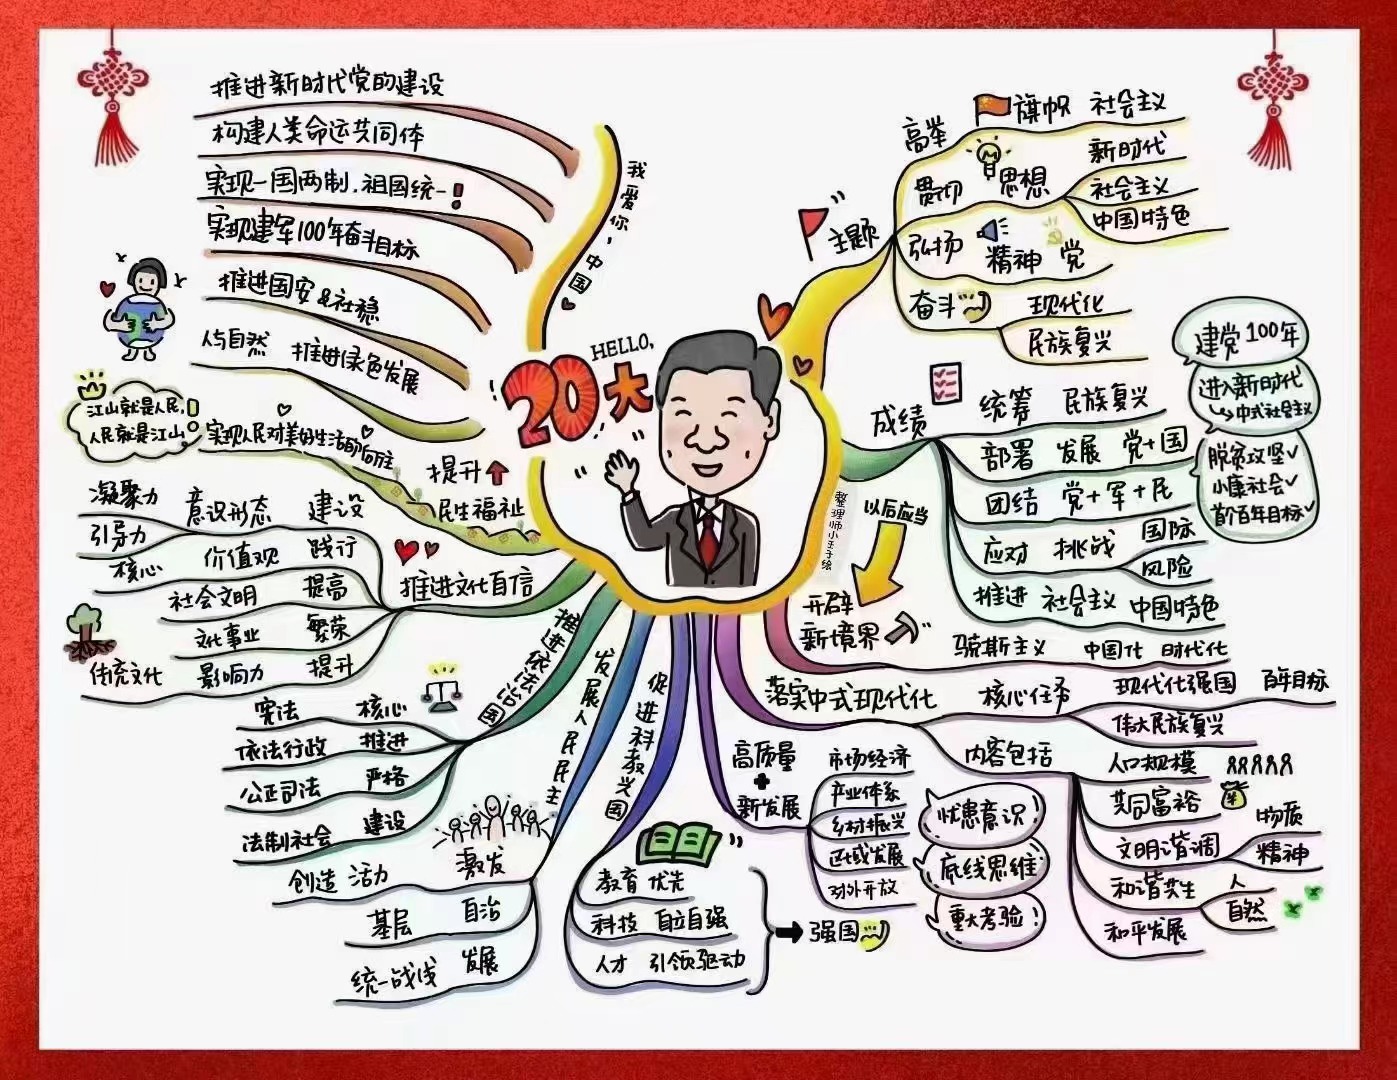 HELLO,
20大
我爱你，中国
整理师小王子绘
主题
高举
旗帜 社会主义
贯彻
思想
新时代
社会主义
中国特色
弘扬
精神 党
奋斗
现代化
民族复兴
成绩
统筹 民族复兴
部署 发展 党+国
团结 党+军+民
应对 挑战
国际
风险
推进 社会主义 中国特色
建党100年
进入新时代
中式社会主义
脱贫攻坚✓
小康社会✓
首个百年目标✓
以后应当
开辟
新境界
马克斯主义 中国化 时代化
落实中式现代化
核心任务
现代化强国 百年目标
伟大民族复兴
内容包括
人口规模
共同富裕
文明谐调
物质
精神
和谐共生
人
自然
和平发展
高质量
+
新发展
市场经济
产业体系
乡村振兴
区域发展
对外开放
忧患意识
底线思维
重大考验！
促进科教兴国
教育 优先
科技 自立自强
人才 引领驱动
强国
发展人民民主
激发
创造 活力
基层 自治
统一战线 发展
推进依法治国
宪法 核心
依法行政 推进
公正司法 严格
法制社会 建设
推进文化自信
凝聚力
引导力
意识形态 建设
核心 价值观 践行
社会文明 提高
文化事业 繁荣
传统文化 影响力 提升
提升
民生福祉
实现人民对美好生活的向往
江山就是人民，
人民就是江山。
人与自然 推进绿色发展
推进国安&社稳
实现建军100年奋斗目标
实现一国两制，祖国统一！
构建人类命运共同体
推进新时代党的建设